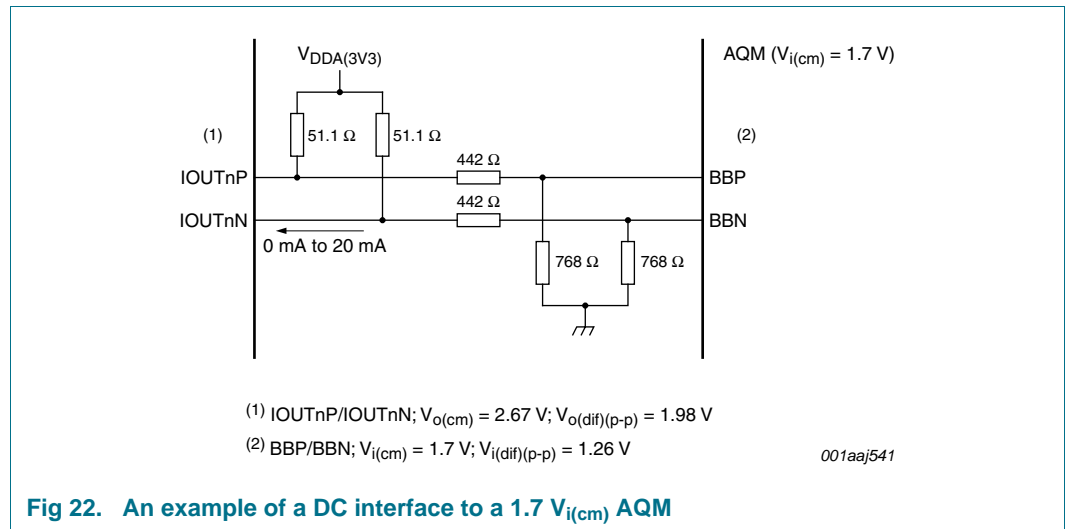 V_DDA(3V3)
AQM (V_i(cm) = 1.7 V)
(1)
51.1 Ω
51.1 Ω
(2)
442 Ω
IOUTnP
BBP
442 Ω
IOUTnN
BBN
0 mA to 20 mA
768 Ω
768 Ω
(1) IOUTnP/IOUTnN; V_o(cm) = 2.67 V; V_o(dif)(p-p) = 1.98 V
(2) BBP/BBN; V_i(cm) = 1.7 V; V_i(dif)(p-p) = 1.26 V
001aaj541
Fig 22. An example of a DC interface to a 1.7 V_i(cm) AQM